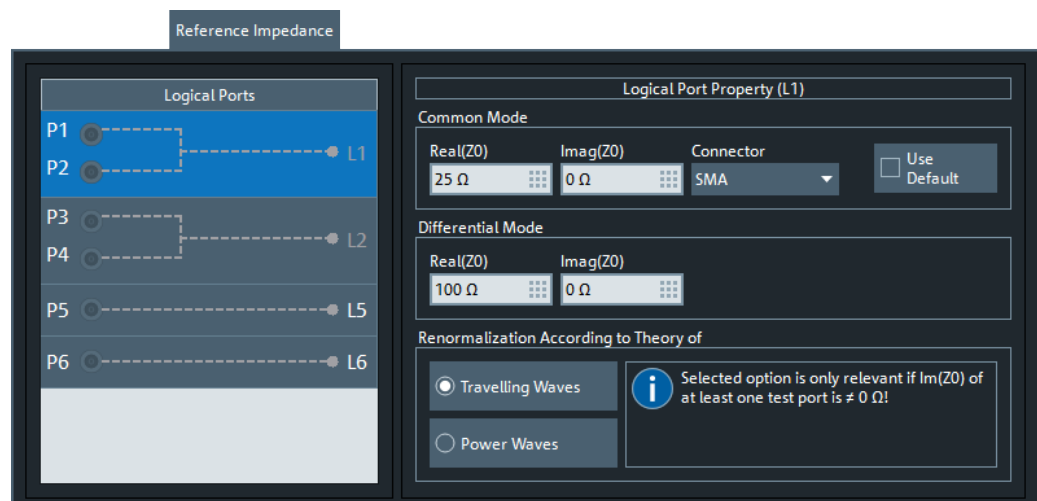 Reference Impedance
Logical Ports
P1
P2
L1
P3
P4
L2
P5
L5
P6
L6
Logical Port Property (L1)
Common Mode
Real(Z0) Imag(Z0) Connector
25 Ω 0 Ω SMA
Use
Default
Differential Mode
Real(Z0) Imag(Z0)
100 Ω 0 Ω
Renormalization According to Theory of
Travelling Waves
Power Waves
i
Selected option is only relevant if Im(Z0) of
at least one test port is ≠ 0 Ω!